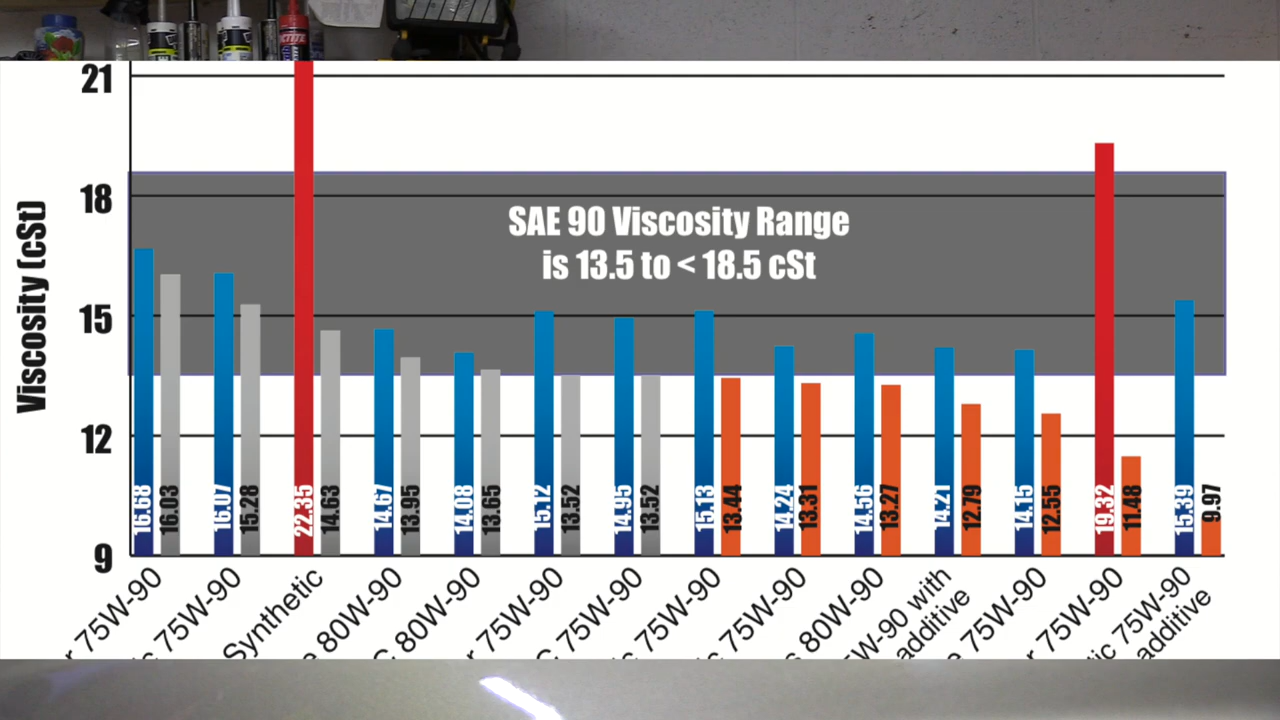 21
18
15
12
9
Viscosity (cSt)
SAE 90 Viscosity Range
is 13.5 to < 18.5 cSt
16.68
16.03
16.07
15.28
22.35
14.63
14.67
13.95
14.08
13.65
15.12
13.52
14.95
13.52
15.13
13.44
14.24
13.31
14.56
13.27
14.21
12.79
14.15
12.55
19.32
11.48
15.39
9.97
75W-90
75W-90
Synthetic
80W-90
80W-90
75W-90
75W-90
75W-90
75W-90
80W-90
W-90 with
additive
75W-90
75W-90
75W-90
additive